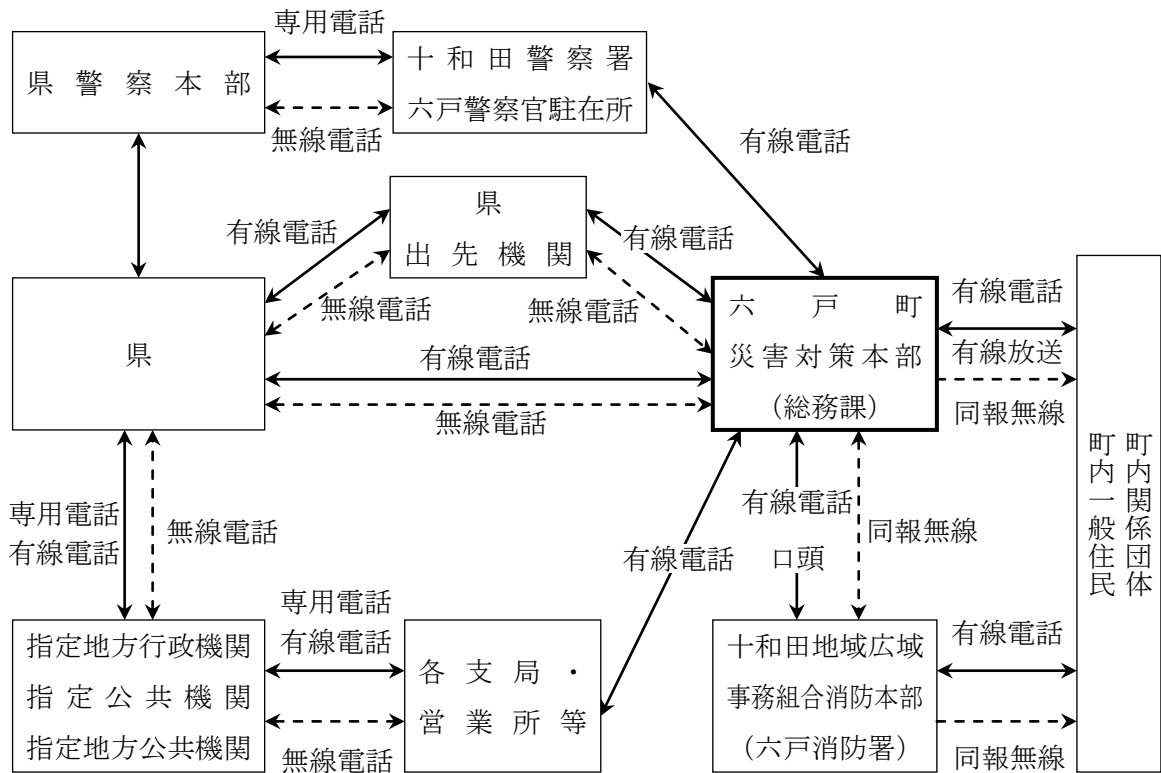 専用電話
県警察本部
十和田警察署
六戸警察官駐在所
無線電話
有線電話
県
出先機関
有線電話
有線電話
無線電話
無線電話
県
有線電話
無線電話
六戸町
災害対策本部
（総務課）
有線電話
有線放送
同報無線
町内関係団体
町内一般住民
専用電話
有線電話
無線電話
有線電話
有線電話
口頭
同報無線
指定地方行政機関
指定公共機関
指定地方公共機関
専用電話
有線電話
無線電話
各支局・
営業所等
十和田地域広域
事務組合消防本部
（六戸消防署）
有線電話
同報無線